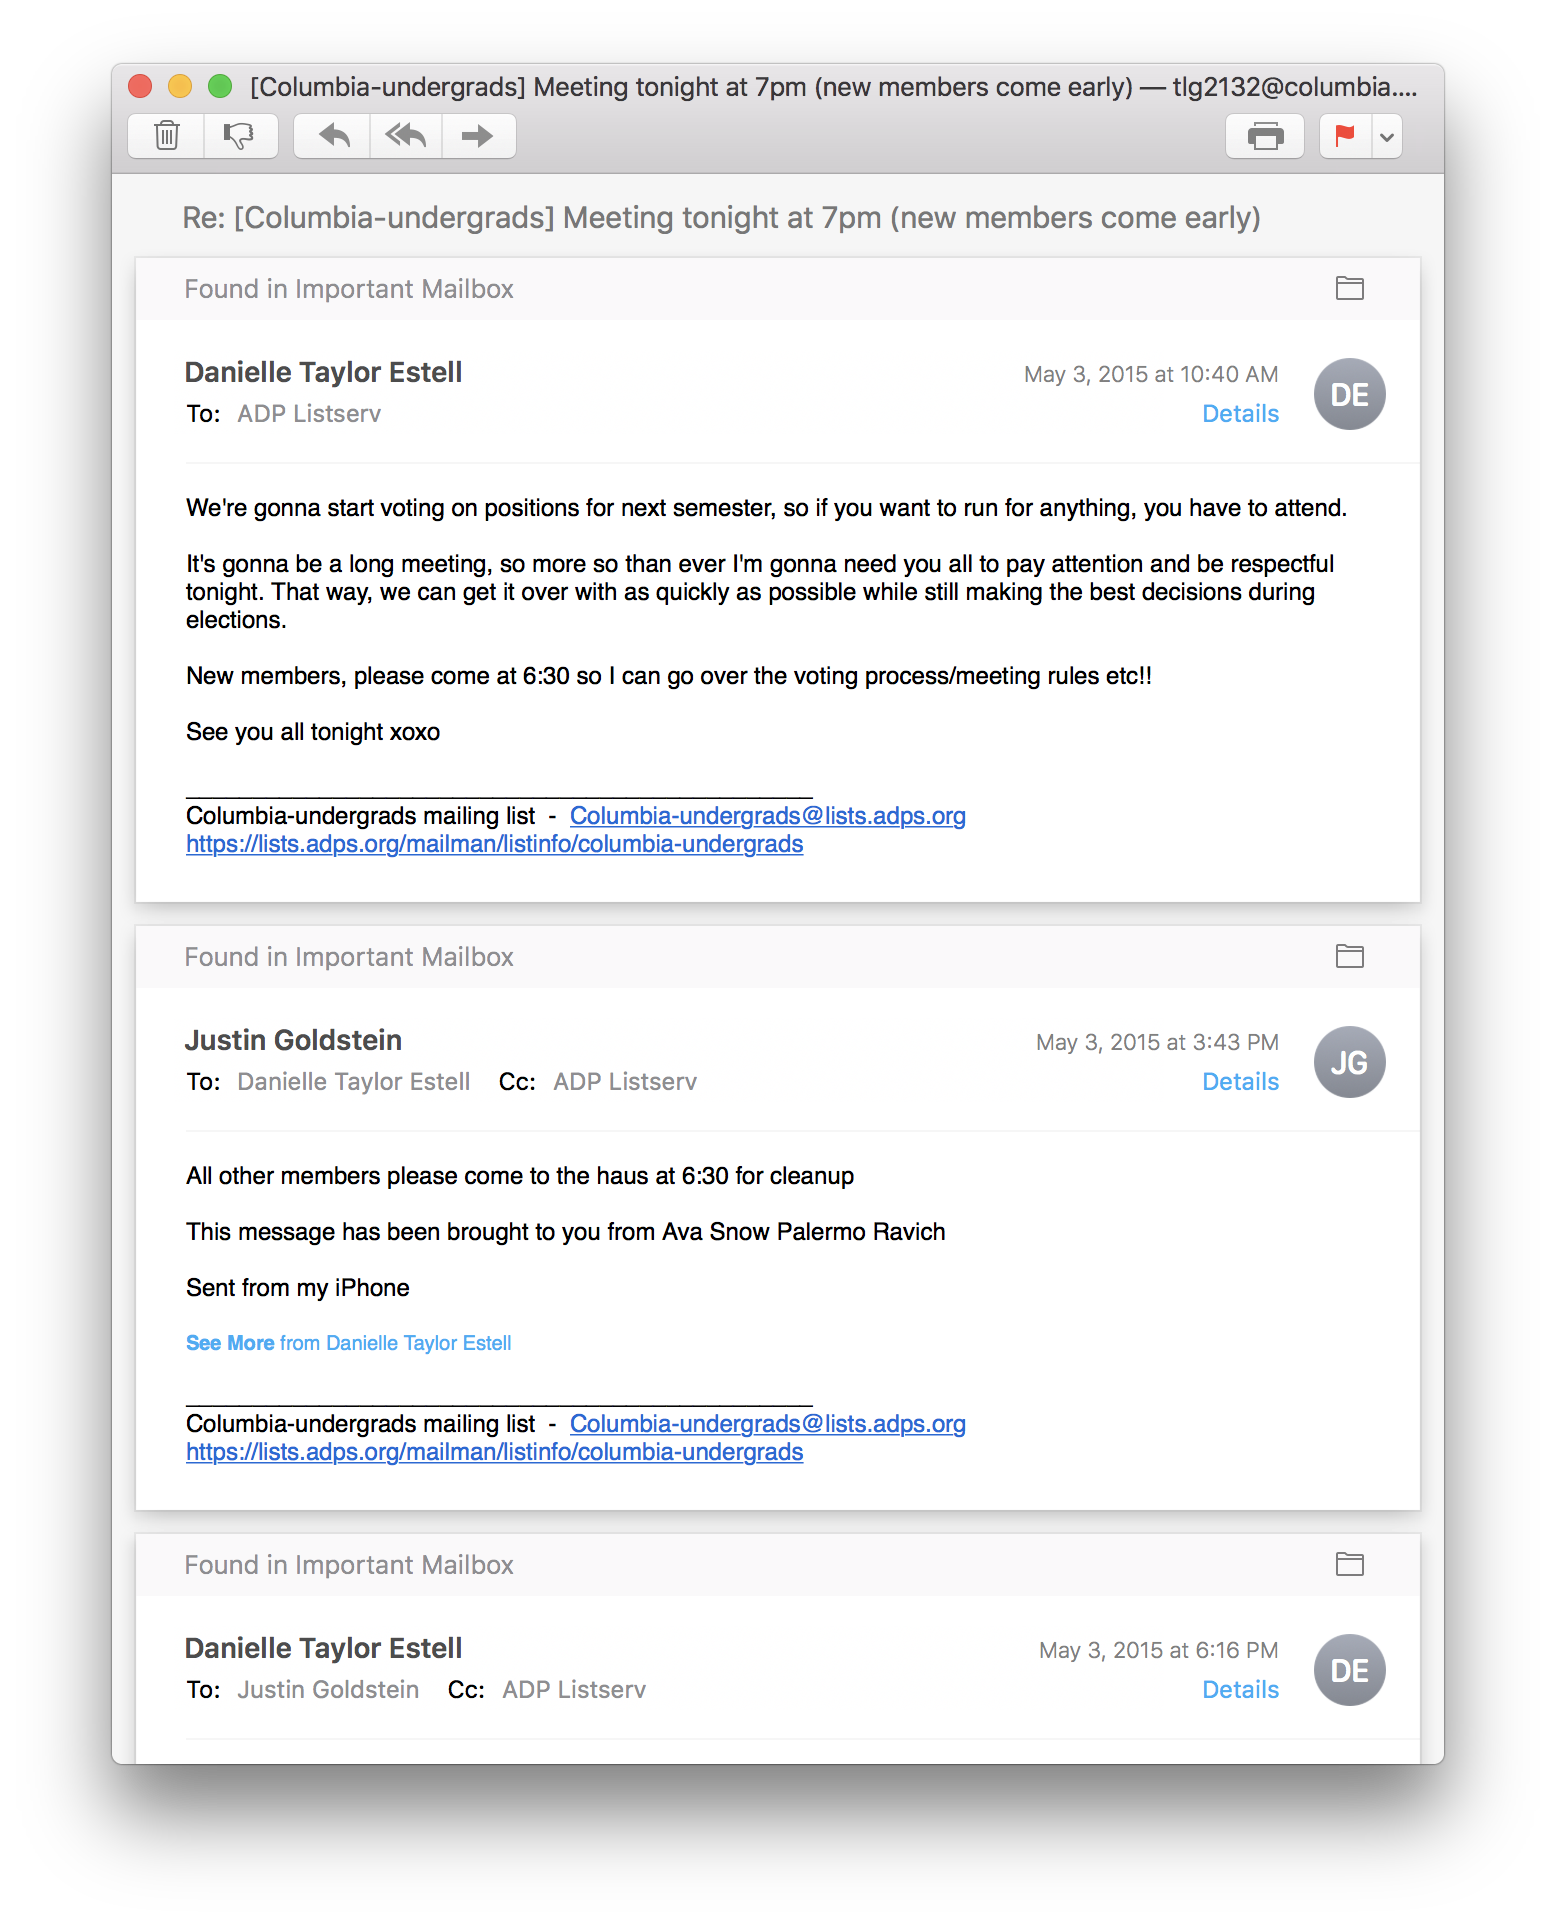 [Columbia-undergrads] Meeting tonight at 7pm (new members come early) — tlg2132@columbia....
Re: [Columbia-undergrads] Meeting tonight at 7pm (new members come early)
Found in Important Mailbox
Danielle Taylor Estell
May 3, 2015 at 10:40 AM
DE
To: ADP Listserv
Details
We're gonna start voting on positions for next semester, so if you want to run for anything, you have to attend.
It's gonna be a long meeting, so more so than ever I'm gonna need you all to pay attention and be respectful
tonight. That way, we can get it over with as quickly as possible while still making the best decisions during
elections.
New members, please come at 6:30 so I can go over the voting process/meeting rules etc!!
See you all tonight xoxo
_______________________________________________
Columbia-undergrads mailing list - Columbia-undergrads@lists.adps.org
https://lists.adps.org/mailman/listinfo/columbia-undergrads
Found in Important Mailbox
Justin Goldstein
May 3, 2015 at 3:43 PM
JG
To: Danielle Taylor Estell Cc: ADP Listserv
Details
All other members please come to the haus at 6:30 for cleanup
This message has been brought to you from Ava Snow Palermo Ravich
Sent from my iPhone
See More from Danielle Taylor Estell
_______________________________________________
Columbia-undergrads mailing list - Columbia-undergrads@lists.adps.org
https://lists.adps.org/mailman/listinfo/columbia-undergrads
Found in Important Mailbox
Danielle Taylor Estell
May 3, 2015 at 6:16 PM
DE
To: Justin Goldstein Cc: ADP Listserv
Details